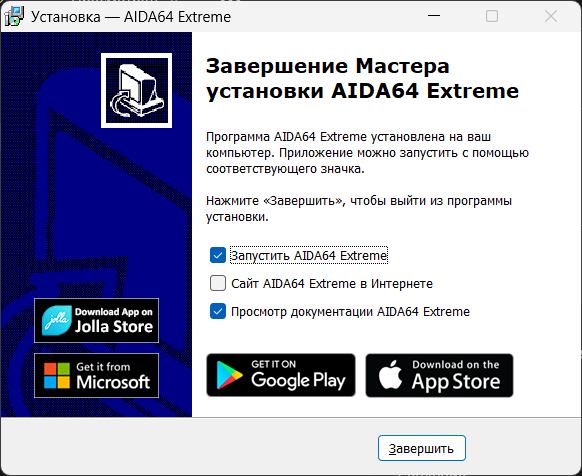 Установка — AIDA64 Extreme
Завершение Мастера
установки AIDA64 Extreme
Программа AIDA64 Extreme установлена на ваш
компьютер. Приложение можно запустить с помощью
соответствующего значка.
Нажмите «Завершить», чтобы выйти из программы
установки.
Запустить AIDA64 Extreme
Сайт AIDA64 Extreme в Интернете
Просмотр документации AIDA64 Extreme
jolla
Download App on
Jolla Store
Get it from
Microsoft
GET IT ON
Google Play
Download on the
App Store
Завершить